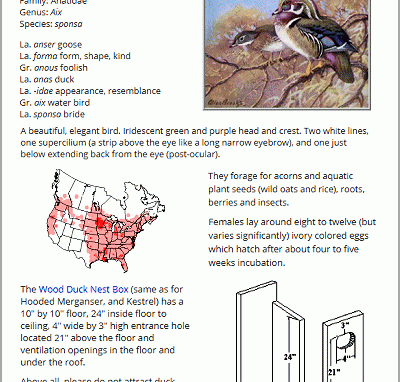 Family: Anatidae
Genus: Aix
Species: sponsa
La. anser goose
La. forma form, shape, kind
Gr. anous foolish
La. anas duck
La. -idae appearance, resemblance
Gr. aix water bird
La. sponsa bride
A beautiful, elegant bird. Iridescent green and purple head and crest. Two white lines,
one supercilium (a strip above the eye like a long narrow eyebrow), and one just
below extending back from the eye (post-ocular).
They forage for acorns and aquatic
plant seeds (wild oats and rice), roots,
berries and insects.
Females lay around eight to twelve (but
varies significantly) ivory colored eggs
which hatch after about four to five
weeks incubation.
The Wood Duck Nest Box (same as for
Hooded Merganser, and Kestrel) has a
10" by 10" floor, 24" inside floor to
ceiling, 4" wide by 3" high entrance hole
located 21" above the floor and
ventilation openings in the floor and
under the roof.
24"
3"
4"
21"
Above all, please do not attract duck